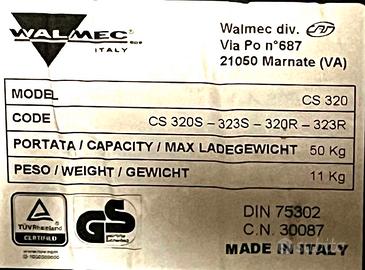 WALMEC
ITALY
Walmec div.
Via Po n°687
21050 Marnate (VA)
MODEL CS 320
CODE CS 320S – 323S – 320R – 323R
PORTATA / CAPACITY / MAX LADEGEWICHT 50 Kg
PESO / WEIGHT / GEWICHT 11 Kg
TÜVRheinland
CERTIFIED
GS
DIN 75302
C.N. 30087
MADE IN ITALY